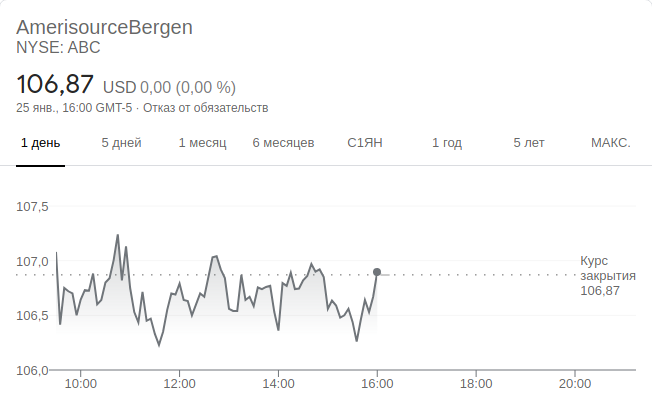 AmerisourceBergen
NYSE: ABC
106,87 USD 0,00 (0,00 %)
25 янв., 16:00 GMT-5 · Отказ от обязательств
1 день 5 дней 1 месяц 6 месяцев С1ЯН 1 год 5 лет МАКС.
107,5
107,0
106,5
106,0
Курс
закрытия
106,87
10:00 12:00 14:00 16:00 18:00 20:00